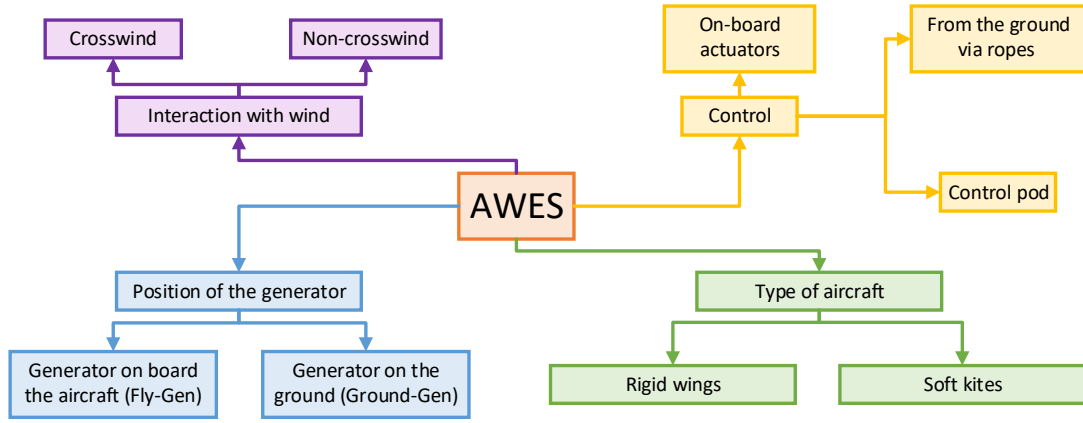 Crosswind
Non-crosswind
Interaction with wind
On-board
actuators
From the ground
via ropes
Control
Control pod
AWES
Position of the generator
Generator on board
the aircraft (Fly-Gen)
Generator on the
ground (Ground-Gen)
Type of aircraft
Rigid wings
Soft kites